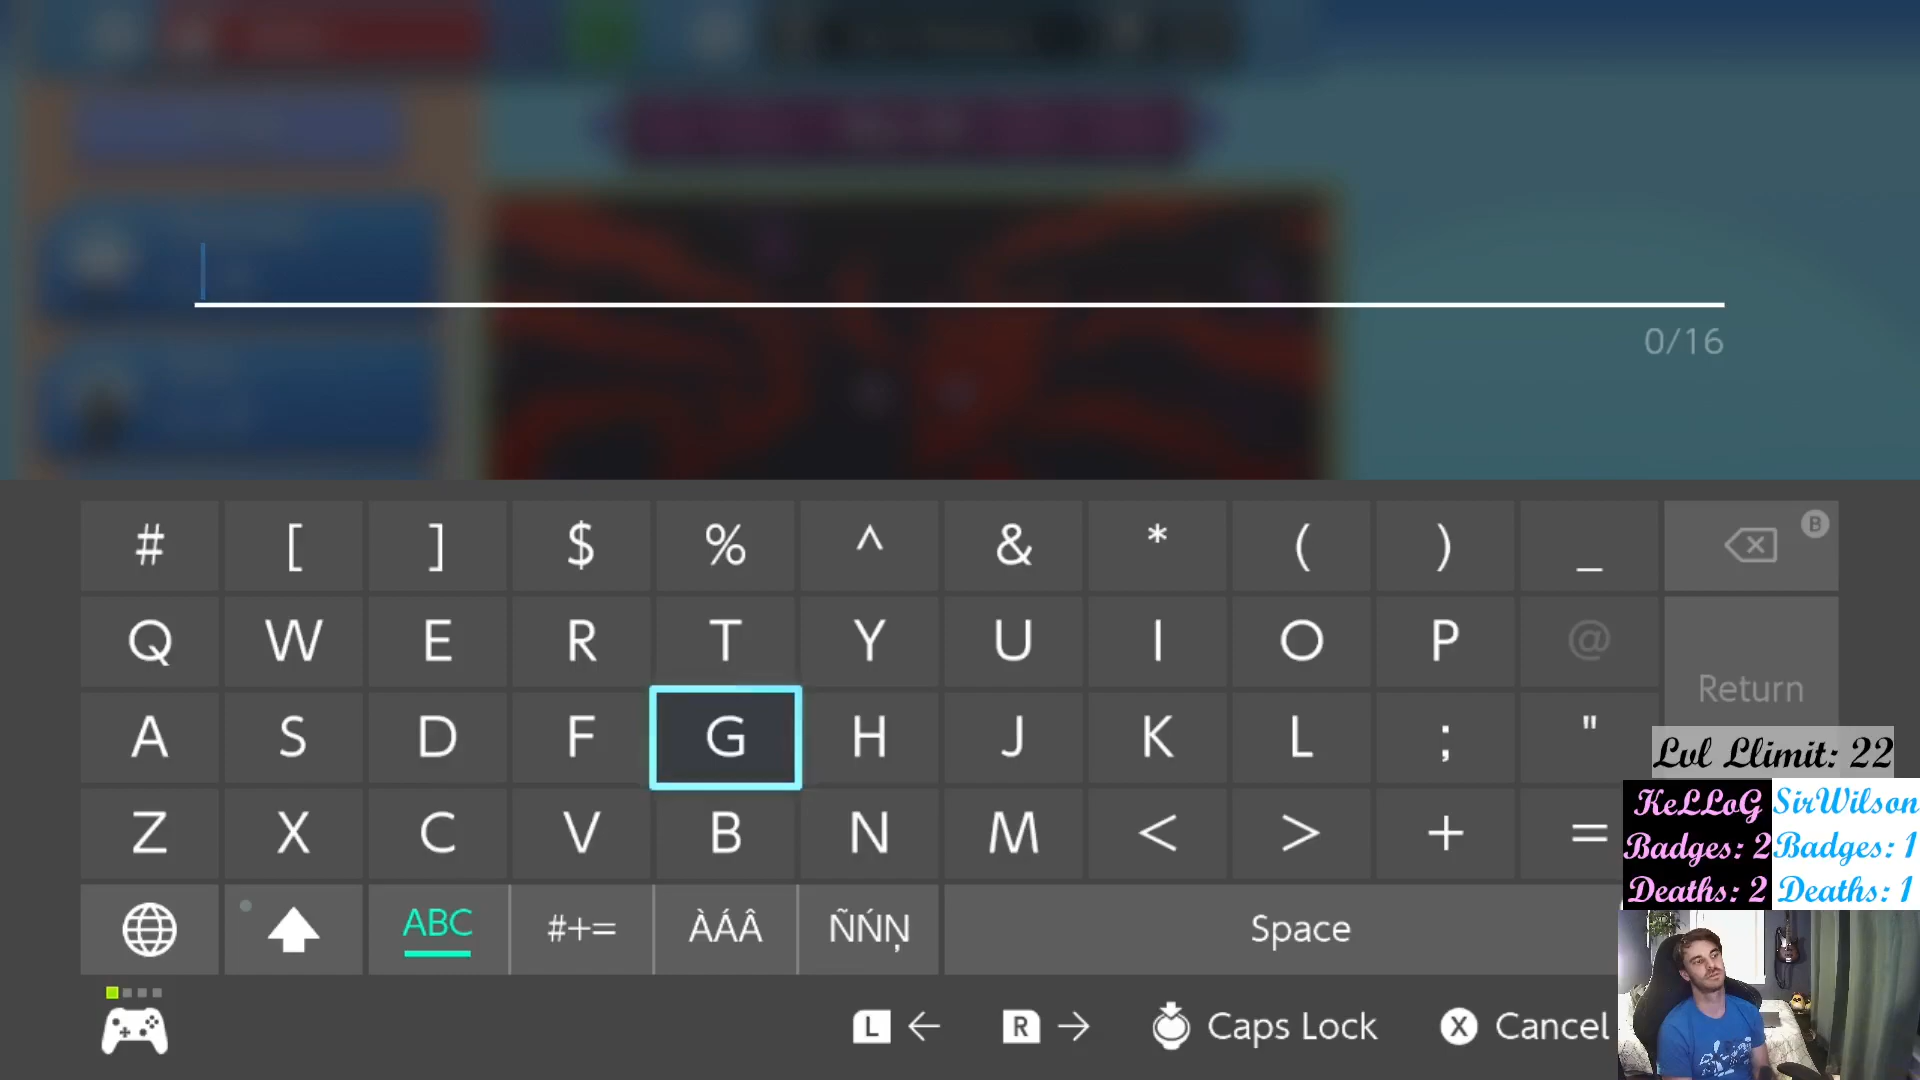 0/16
# [ ] $ % ^ & * ( ) _ B
Q W E R T Y U I O P @
Return
A S D F G H J K L ; "
Z X C V B N M < > + =
ABC #+= ÀÁÂ ÑŃŅ Space
L ← R → Caps Lock X Cancel
Lvl Llimit: 22
KeLLoG SirWilson
Badges: 2 Badges: 1
Deaths: 2 Deaths: 1